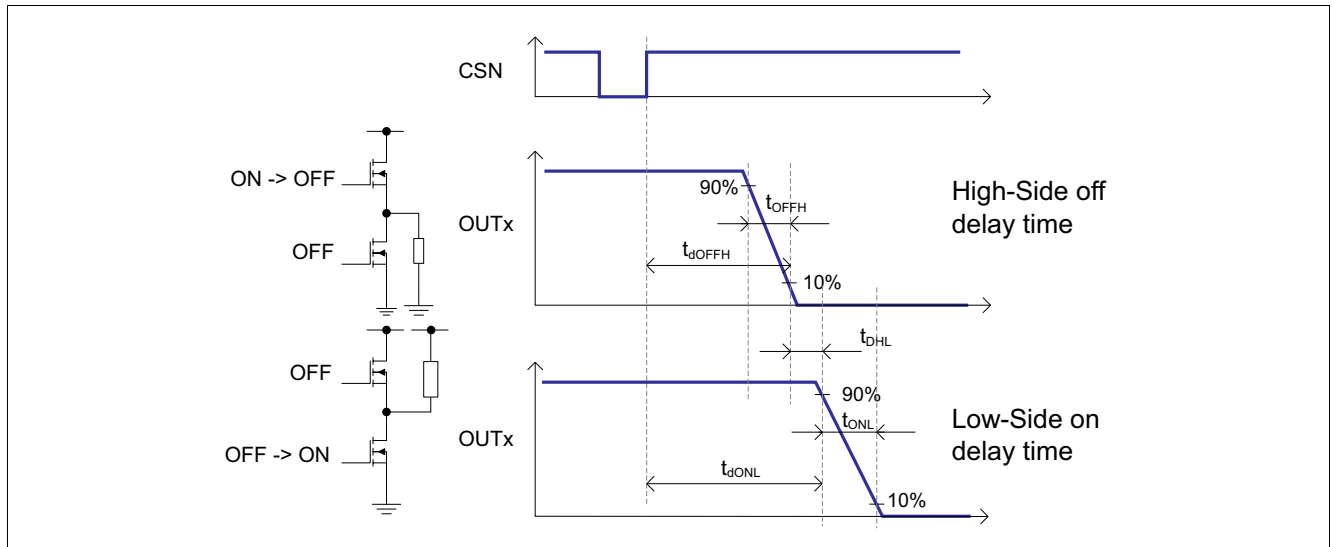 CSN
ON -> OFF
90%
High-Side off
tOFFH
OUTx
delay time
OFF
tdOFFH
10%
tDHL
OFF
90%
Low-Side on
tONL
OUTx
delay time
OFF -> ON
tdONL
10%